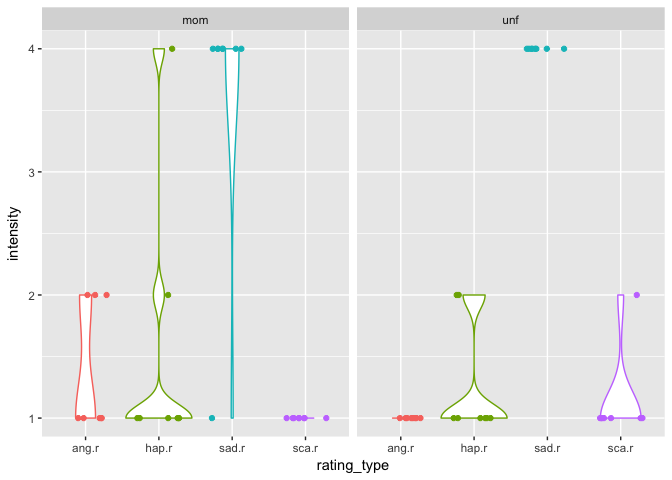 mom unf
4
3
2
1
intensity
ang.r hap.r sad.r sca.r ang.r hap.r sad.r sca.r
rating_type